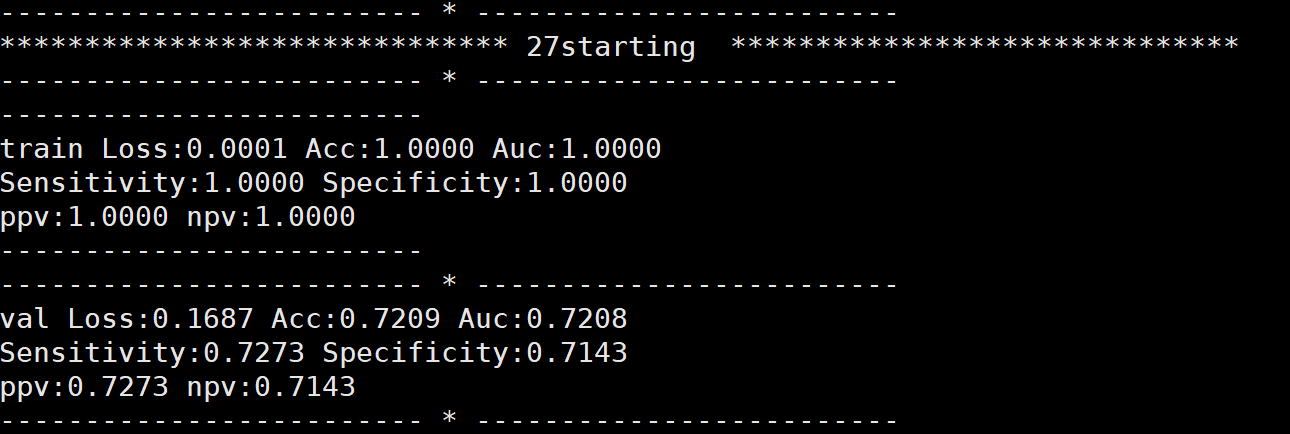 ------------------------- * -------------------------
****************************** 27starting  ******************************
------------------------- * -------------------------
-------------------------
train Loss:0.0001 Acc:1.0000 Auc:1.0000
Sensitivity:1.0000 Specificity:1.0000
ppv:1.0000 npv:1.0000
-------------------------
------------------------- * -------------------------
val Loss:0.1687 Acc:0.7209 Auc:0.7208
Sensitivity:0.7273 Specificity:0.7143
ppv:0.7273 npv:0.7143
------------------------- * -------------------------